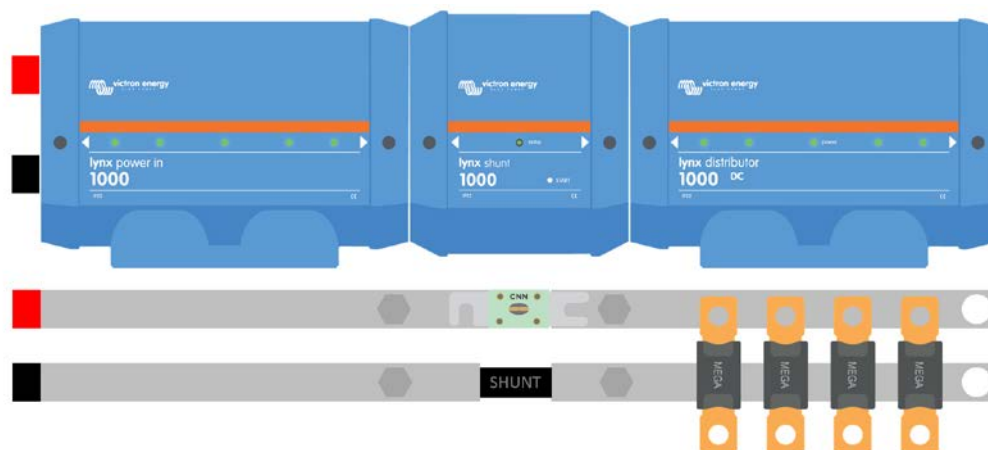 victron energy
victron energy
victron energy
lynx power in
1000
lynx shunt
1000
lynx distributor
1000 DC
power
CNN
SHUNT
MEGA
MEGA
MEGA
MEGA